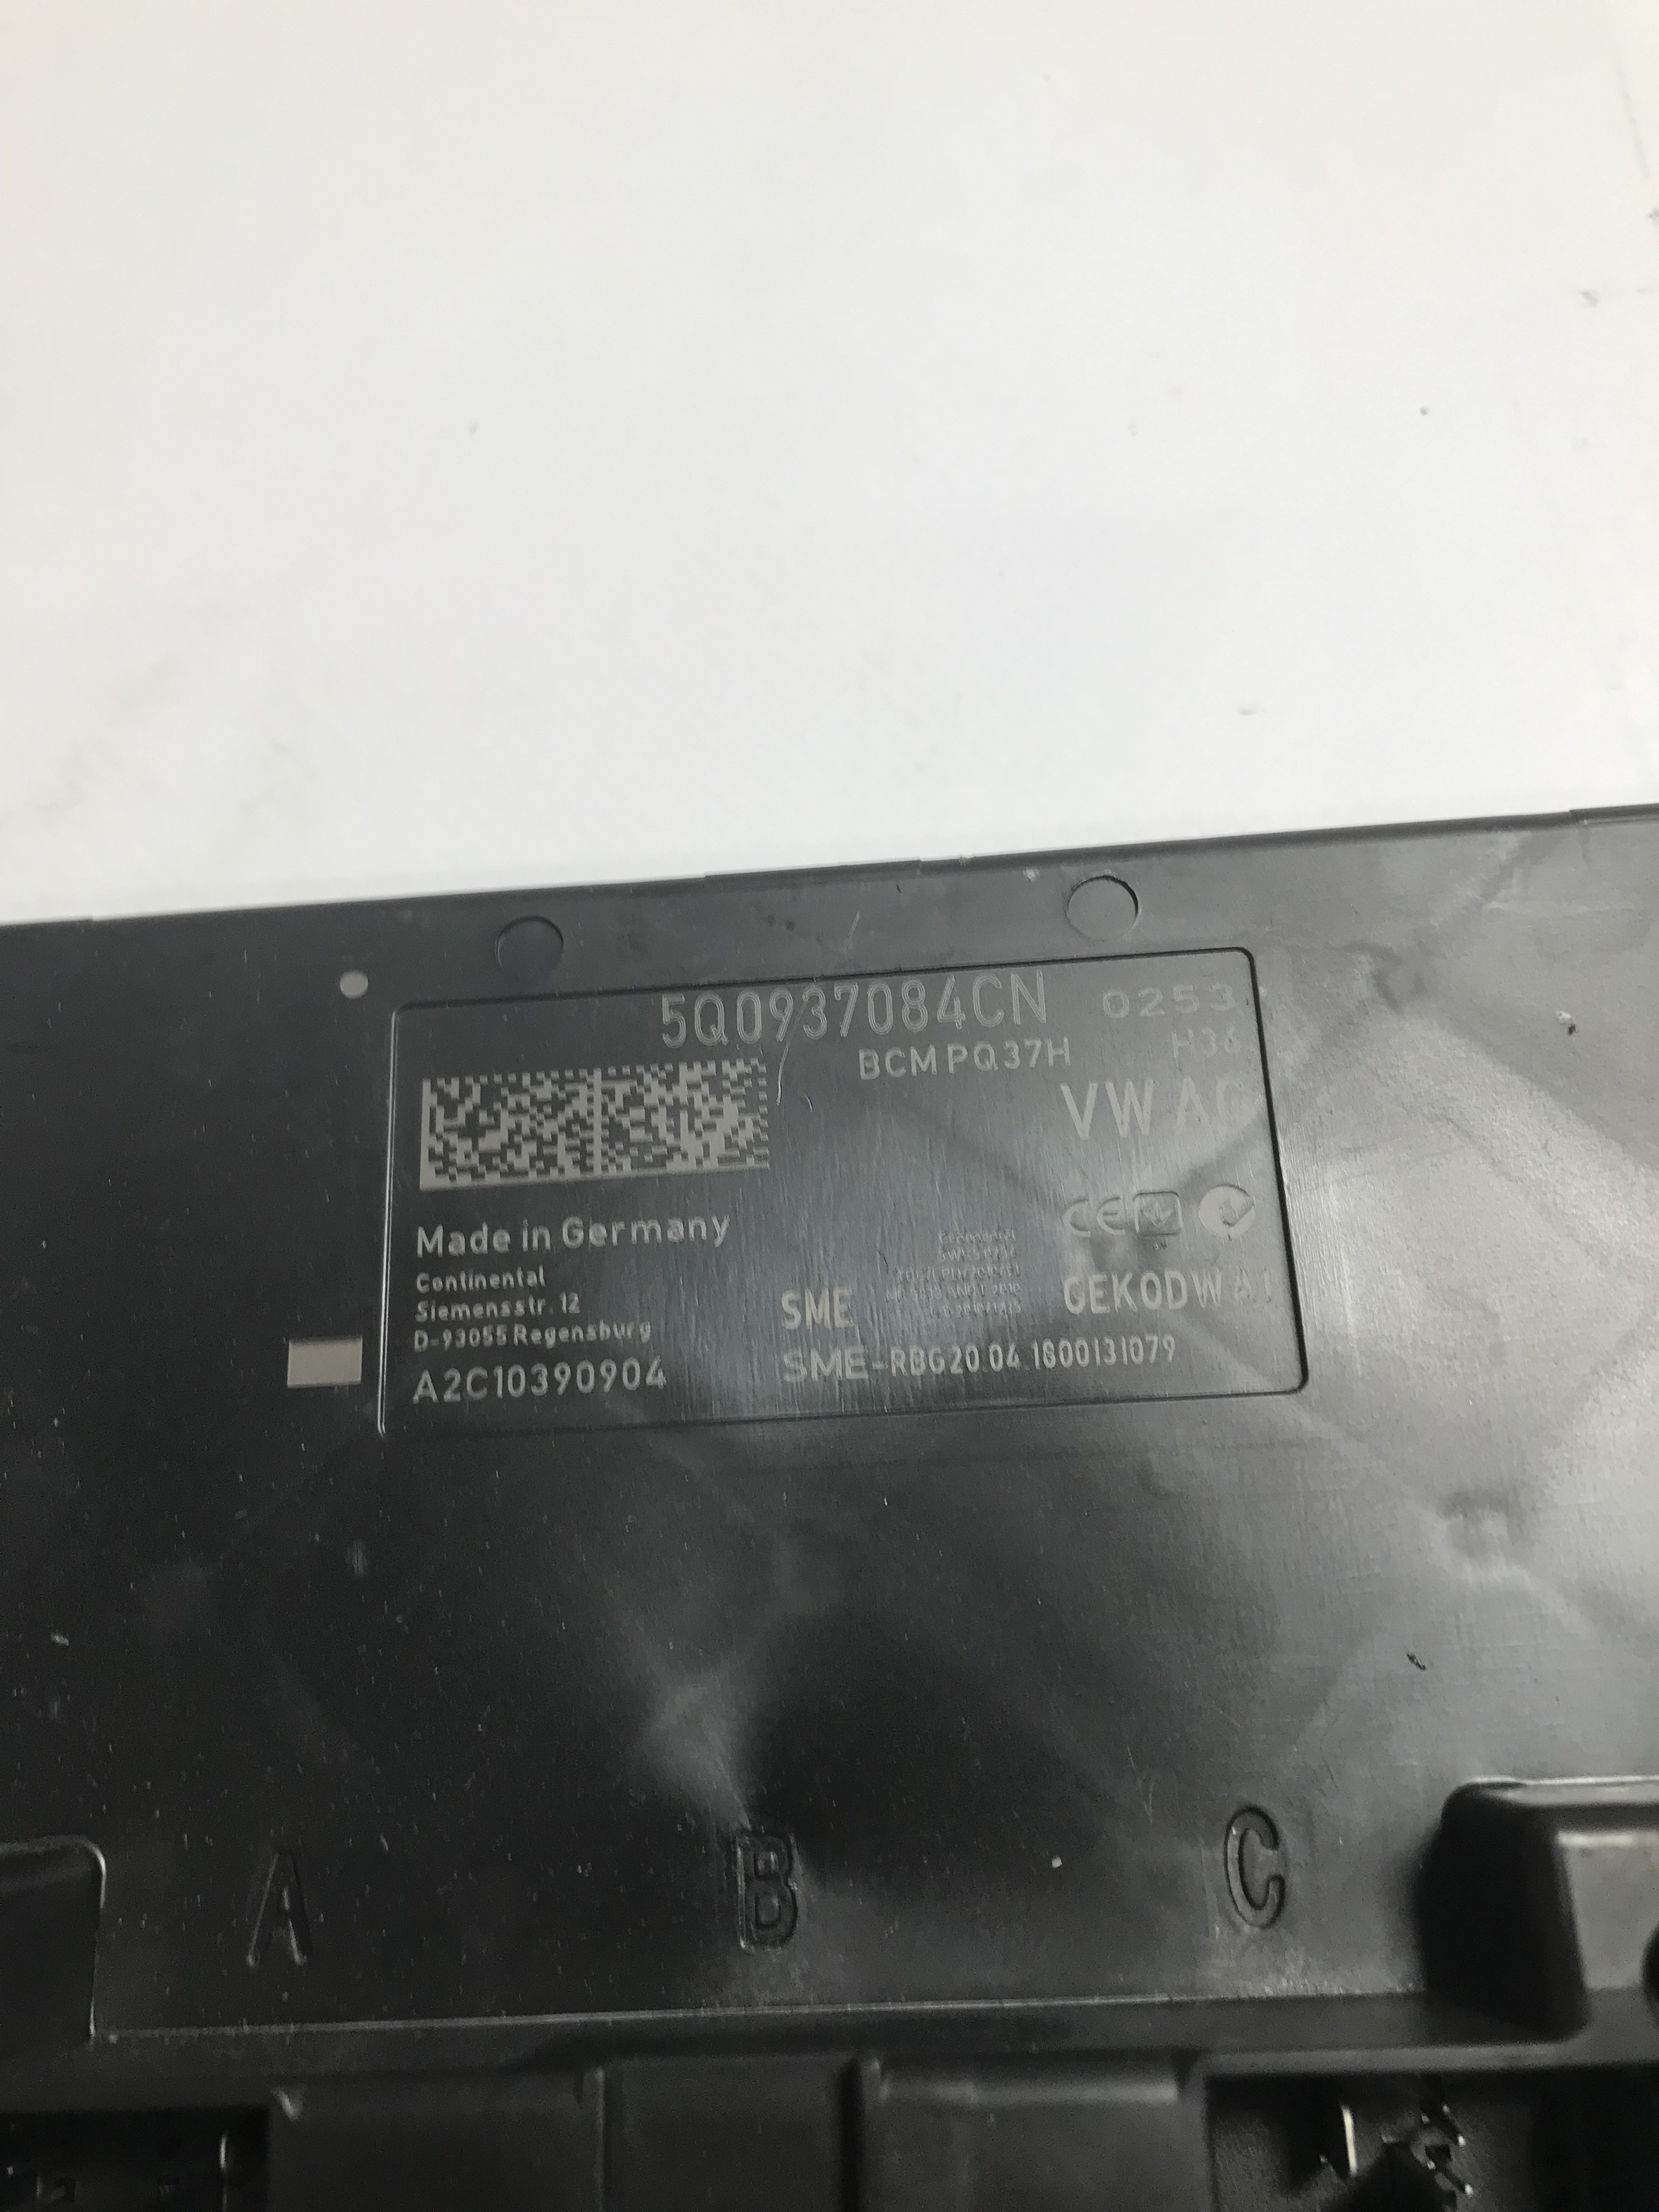 5Q0937084CN 0253
BCM PQ37H H36
VW AG
Made in Germany
CE
Continental
Siemensstr. 12
D-93055 Regensburg
SME
A2C10390904
SME-RBG20.04.1800131079
A B C